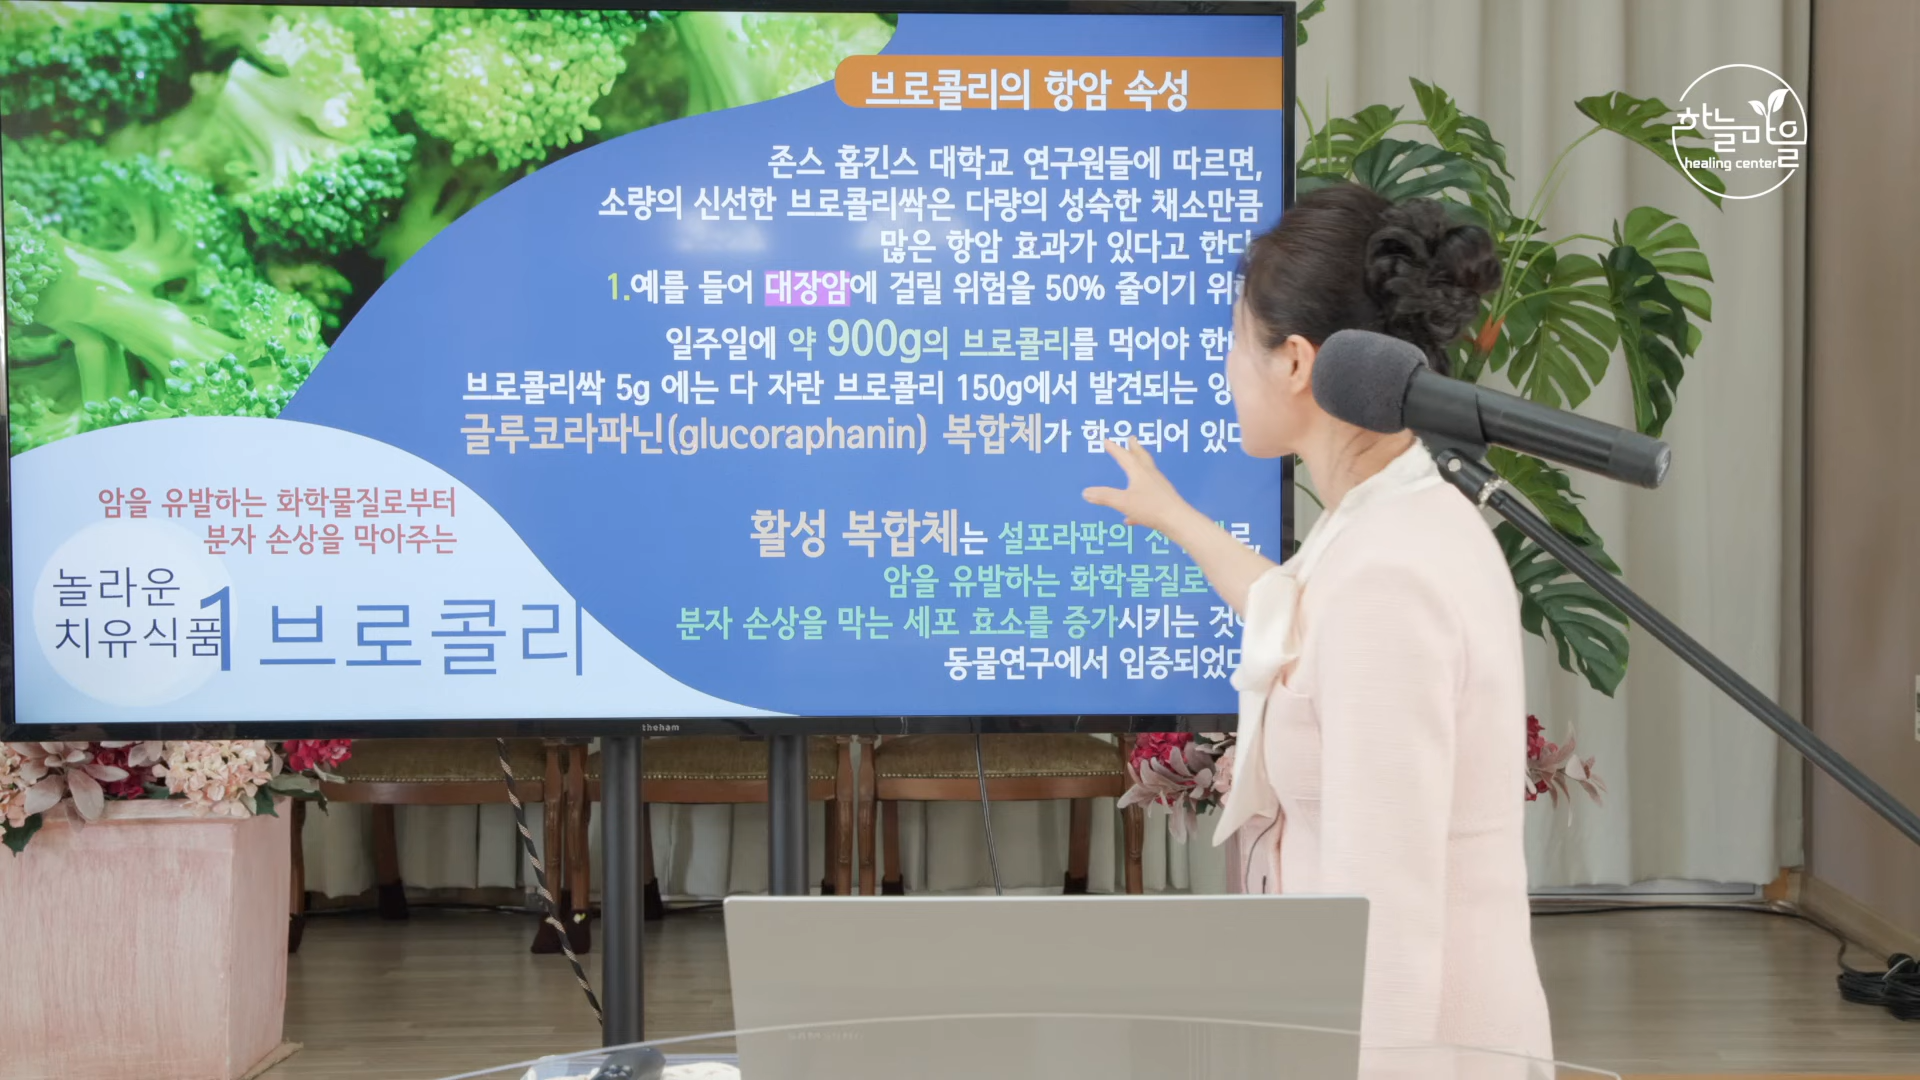 브로콜리의 항암 속성
존스 홉킨스 대학교 연구원들에 따르면,
소량의 신선한 브로콜리싹은 다량의 성숙한 채소만큼
많은 항암 효과가 있다고 한다
1.예를 들어 대장암에 걸릴 위험을 50% 줄이기
일주일에 약 900g의 브로콜리를 먹어야
브로콜리싹 5g 에는 다 자란 브로콜리 150g에서 발견되는
글루코라파닌(glucoraphanin) 복합체가 함유되어 있다
활성 복합체는 설포라판의
암을 유발하는
분자 손상을 막는 세포 효소를 증가시키는
동물연구에서 입증되었다
암을 유발하는 화학물질로부터
분자 손상을 막아주는
놀라운
치유식품
1 브로콜리
하늘마을
healing center
theham